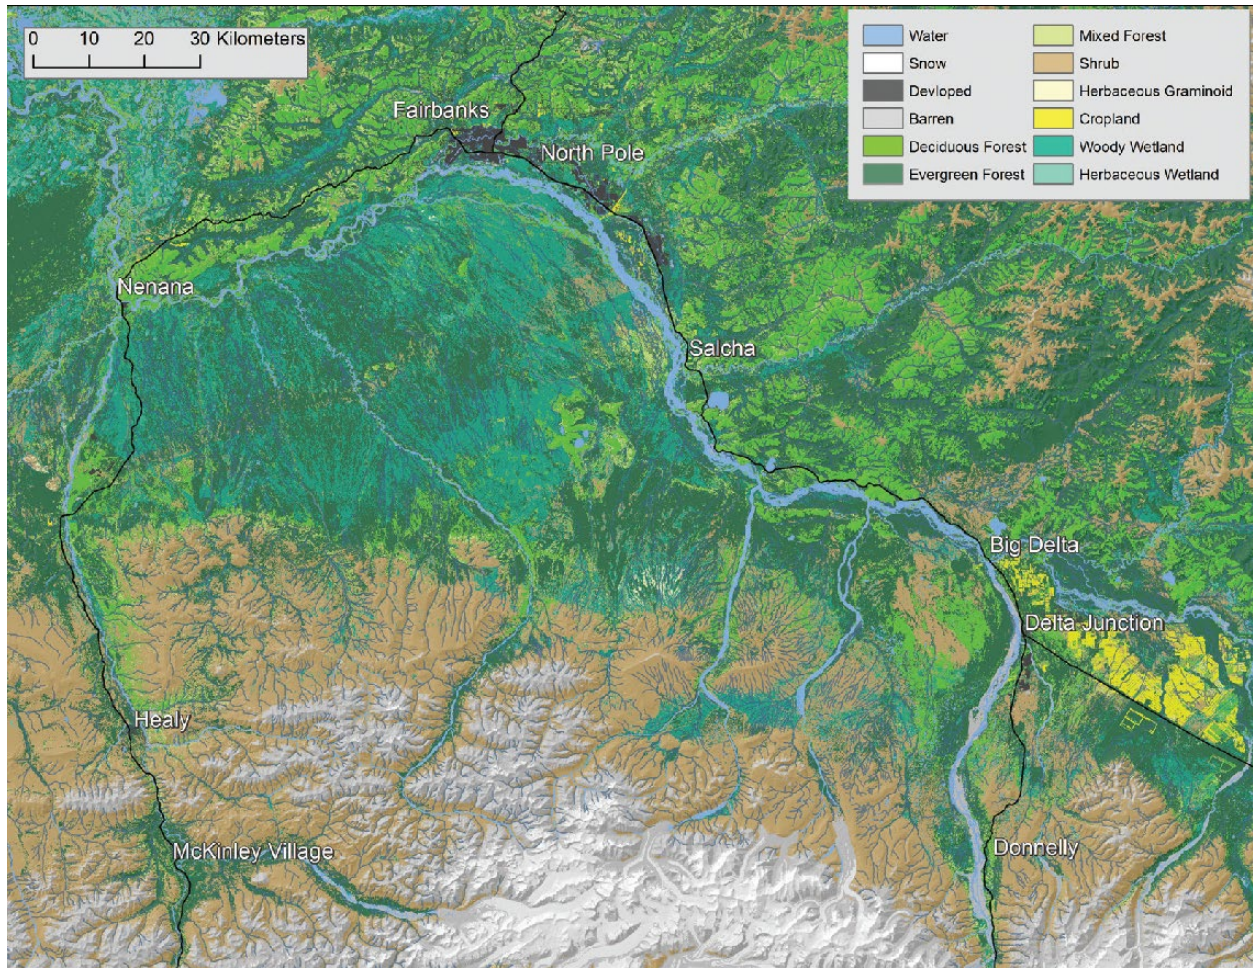 0 10 20 30 Kilometers
Water
Snow
Devloped
Barren
Deciduous Forest
Evergreen Forest
Mixed Forest
Shrub
Herbaceous Graminoid
Cropland
Woody Wetland
Herbaceous Wetland
Fairbanks
North Pole
Nenana
Salcha
Big Delta
Delta Junction
Healy
McKinley Village
Donnelly